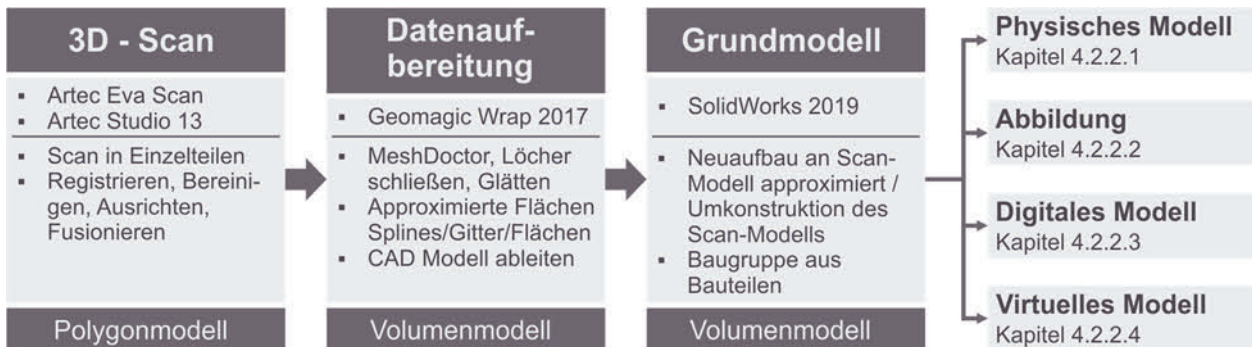 3D - Scan
▪ Artec Eva Scan
▪ Artec Studio 13
▪ Scan in Einzelteilen
▪ Registrieren, Bereini-
gen, Ausrichten,
Fusionieren
Polygonmodell
Datenauf-
bereitung
▪ Geomagic Wrap 2017
▪ MeshDoctor, Löcher
schließen, Glätten
▪ Approximierte Flächen
Splines/Gitter/Flächen
▪ CAD Modell ableiten
Volumenmodell
Grundmodell
▪ SolidWorks 2019
▪ Neuaufbau an Scan-
Modell approximiert /
Umkonstruktion des
Scan-Modells
▪ Baugruppe aus
Bauteilen
Volumenmodell
Physisches Modell
Kapitel 4.2.2.1
Abbildung
Kapitel 4.2.2.2
Digitales Modell
Kapitel 4.2.2.3
Virtuelles Modell
Kapitel 4.2.2.4